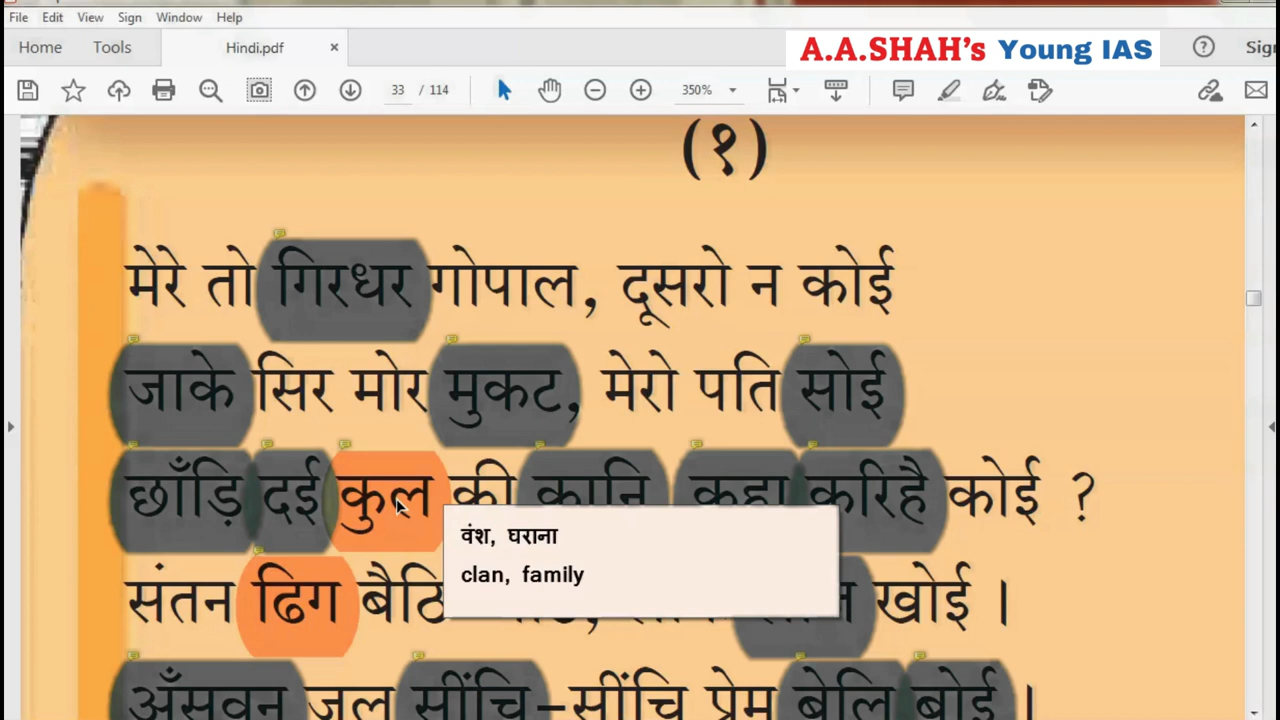 File Edit View Sign Window Help
Home Tools Hindi.pdf × A.A.SHAH's Young IAS ? Sig
33 / 114 350%
(१)
मेरे तो गिरधर गोपाल, दूसरो न कोई
जाके सिर मोर मुकट, मेरो पति सोई
छाँड़ि दई कुल की कानि कहा करिहै कोई ?
वंश, घराना
clan, family
संतन ढिग बैठि खोई ।
अँसुवन जल सींचि-सींचि प्रेम बेलि बोई ।